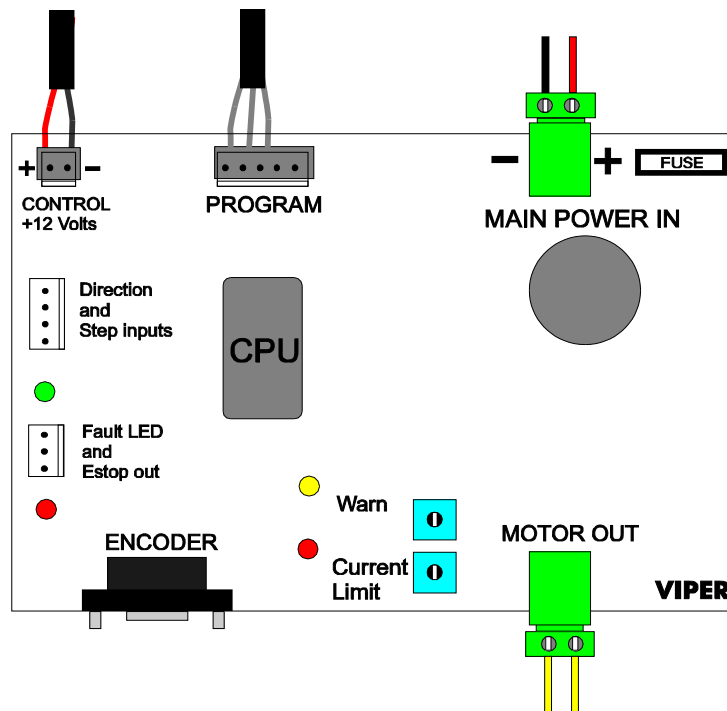 + -
CONTROL
+12 Volts
PROGRAM
- +
FUSE
MAIN POWER IN
Direction
and
Step inputs
CPU
Fault LED
and
Estop out
Warn
Current
Limit
ENCODER
MOTOR OUT
VIPER